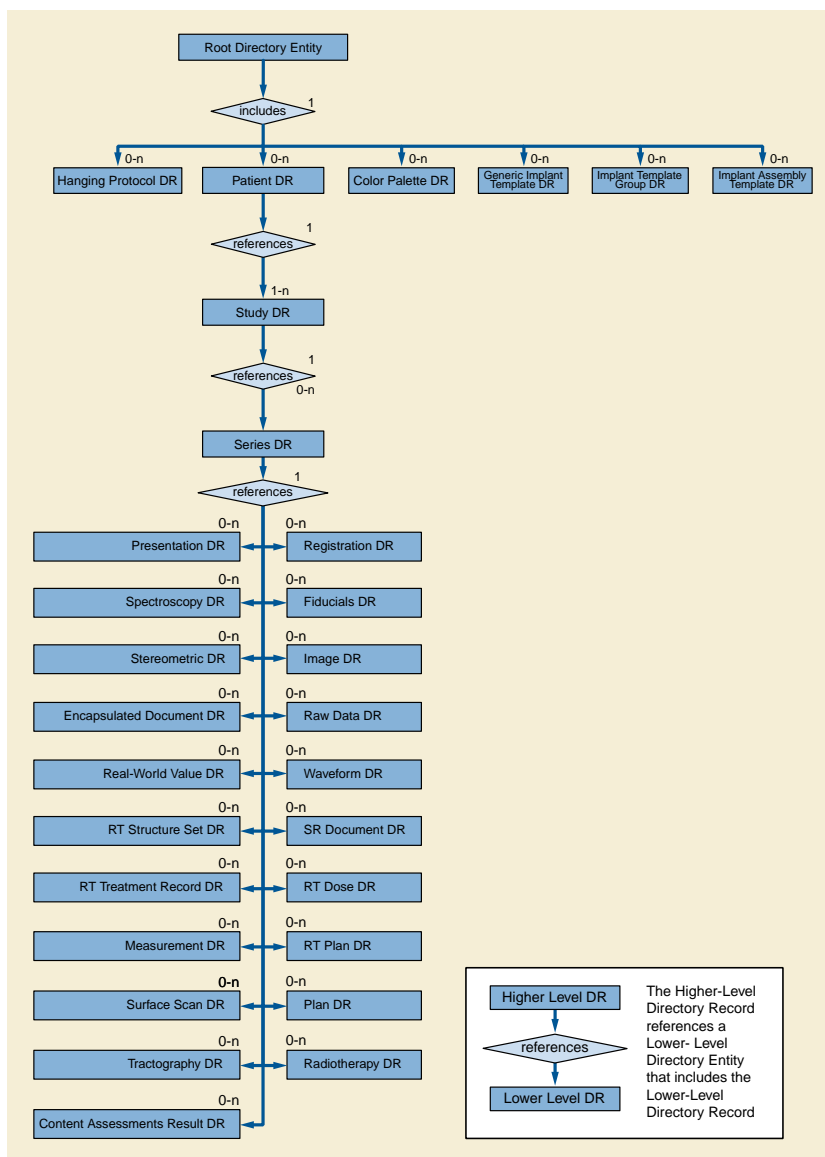 Root Directory Entity
1
includes
0-n
0-n
0-n
0-n
0-n
0-n
Hanging Protocol DR
Patient DR
Color Palette DR
Generic Implant
Template DR
Implant Template
Group DR
Implant Assembly
Template DR
1
references
1-n
Study DR
1
references
0-n
Series DR
1
references
0-n
0-n
Presentation DR
Registration DR
0-n
0-n
Spectroscopy DR
Fiducials DR
0-n
0-n
Stereometric DR
Image DR
0-n
0-n
Encapsulated Document DR
Raw Data DR
0-n
0-n
Real-World Value DR
Waveform DR
0-n
0-n
RT Structure Set DR
SR Document DR
0-n
0-n
RT Treatment Record DR
RT Dose DR
0-n
0-n
Measurement DR
RT Plan DR
0-n
0-n
Surface Scan DR
Plan DR
0-n
0-n
Tractography DR
Radiotherapy DR
0-n
Content Assessments Result DR
Higher Level DR
references
Lower Level DR
The Higher-Level
Directory Record
references a
Lower- Level
Directory Entity
that includes the
Lower-Level
Directory Record